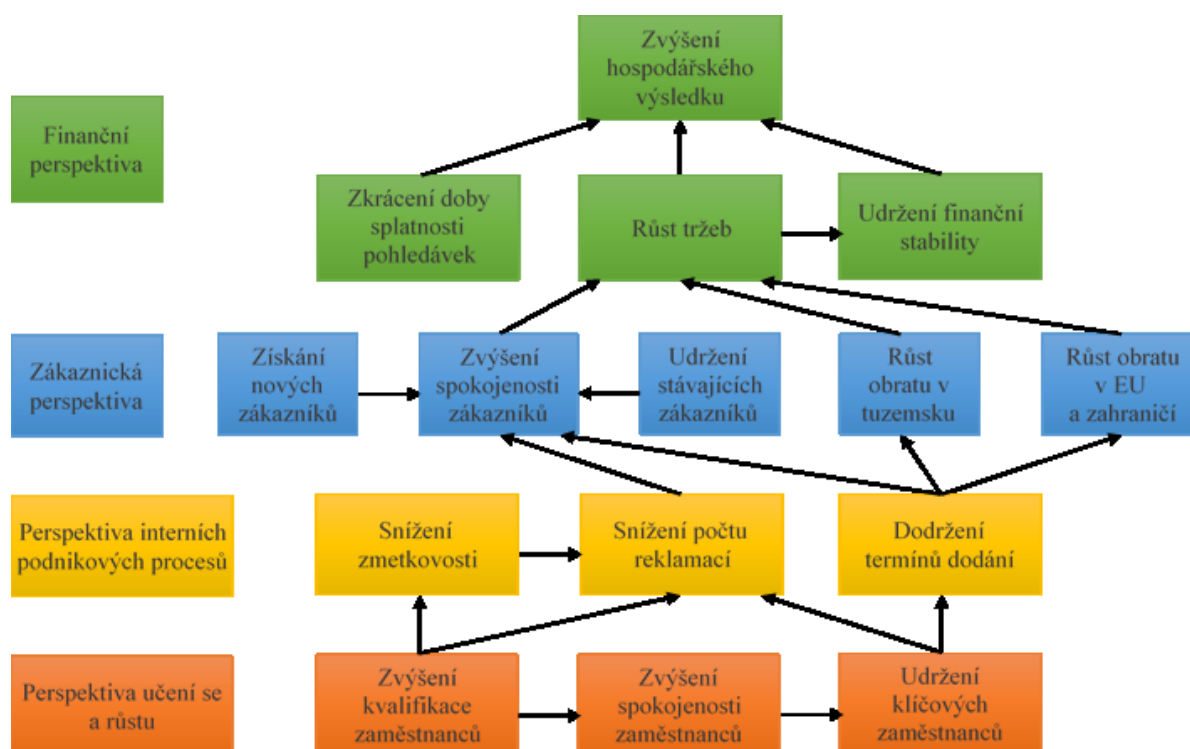 Zvýšení
hospodářského
výsledku
Finanční
perspektiva
Zkrácení doby
splatnosti
pohledávek
Růst tržeb
Udržení finanční
stability
Zákaznická
perspektiva
Získání
nových
zákazníků
Zvýšení
spokojenosti
zákazníků
Udržení
stávajících
zákazníků
Růst
obratu v
tuzemsku
Růst obratu
v EU
a zahraničí
Perspektiva interních
podnikových procesů
Snížení
zmetkovosti
Snížení počtu
reklamací
Dodržení
termínů dodání
Perspektiva učení se
a růstu
Zvýšení
kvalifikace
zaměstnanců
Zvýšení
spokojenosti
zaměstnanců
Udržení
klíčových
zaměstnanců